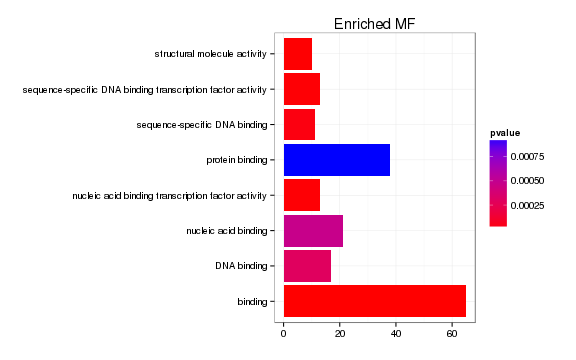 Enriched MF
structural molecule activity
sequence-specific DNA binding transcription factor activity
sequence-specific DNA binding
protein binding
nucleic acid binding transcription factor activity
nucleic acid binding
DNA binding
binding
0 20 40 60
pvalue
0.00075
0.00050
0.00025